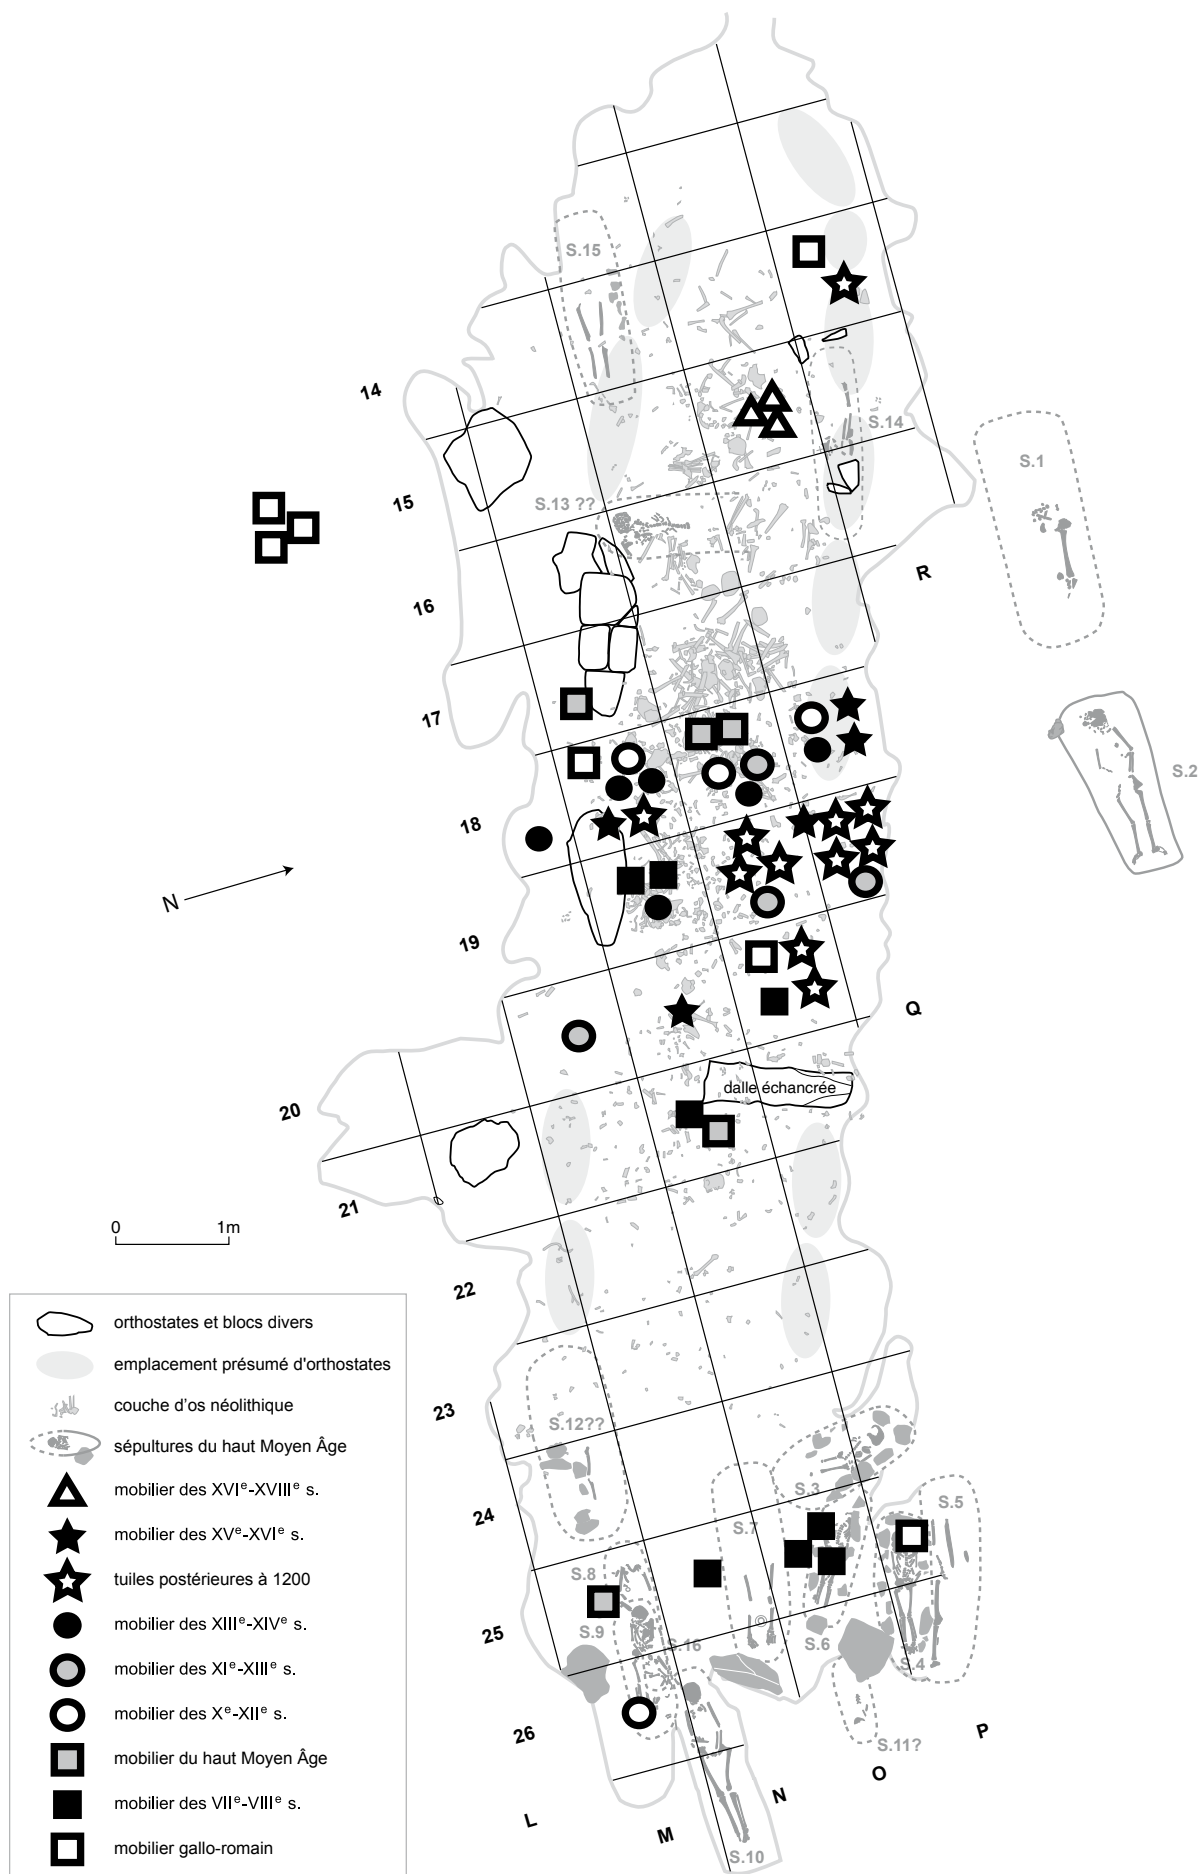 S.15
14
S.14
S.1
15
S.13 ??
R
16
17
S.2
18
N
19
Q
20
dalle échancrée
21
0 1m
22
23
S.12??
24
S.3
S.5
S.7
S.8
25
S.9
S.16
S.6
S.4
26
S.11?
P
O
N
L
M
S.10
orthostates et blocs divers
emplacement présumé d'orthostates
couche d'os néolithique
sépultures du haut Moyen Âge
mobilier des XVIe-XVIIIe s.
mobilier des XVe-XVIe s.
tuiles postérieures à 1200
mobilier des XIIIe-XIVe s.
mobilier des XIe-XIIIe s.
mobilier des Xe-XIIe s.
mobilier du haut Moyen Âge
mobilier des VIIe-VIIIe s.
mobilier gallo-romain